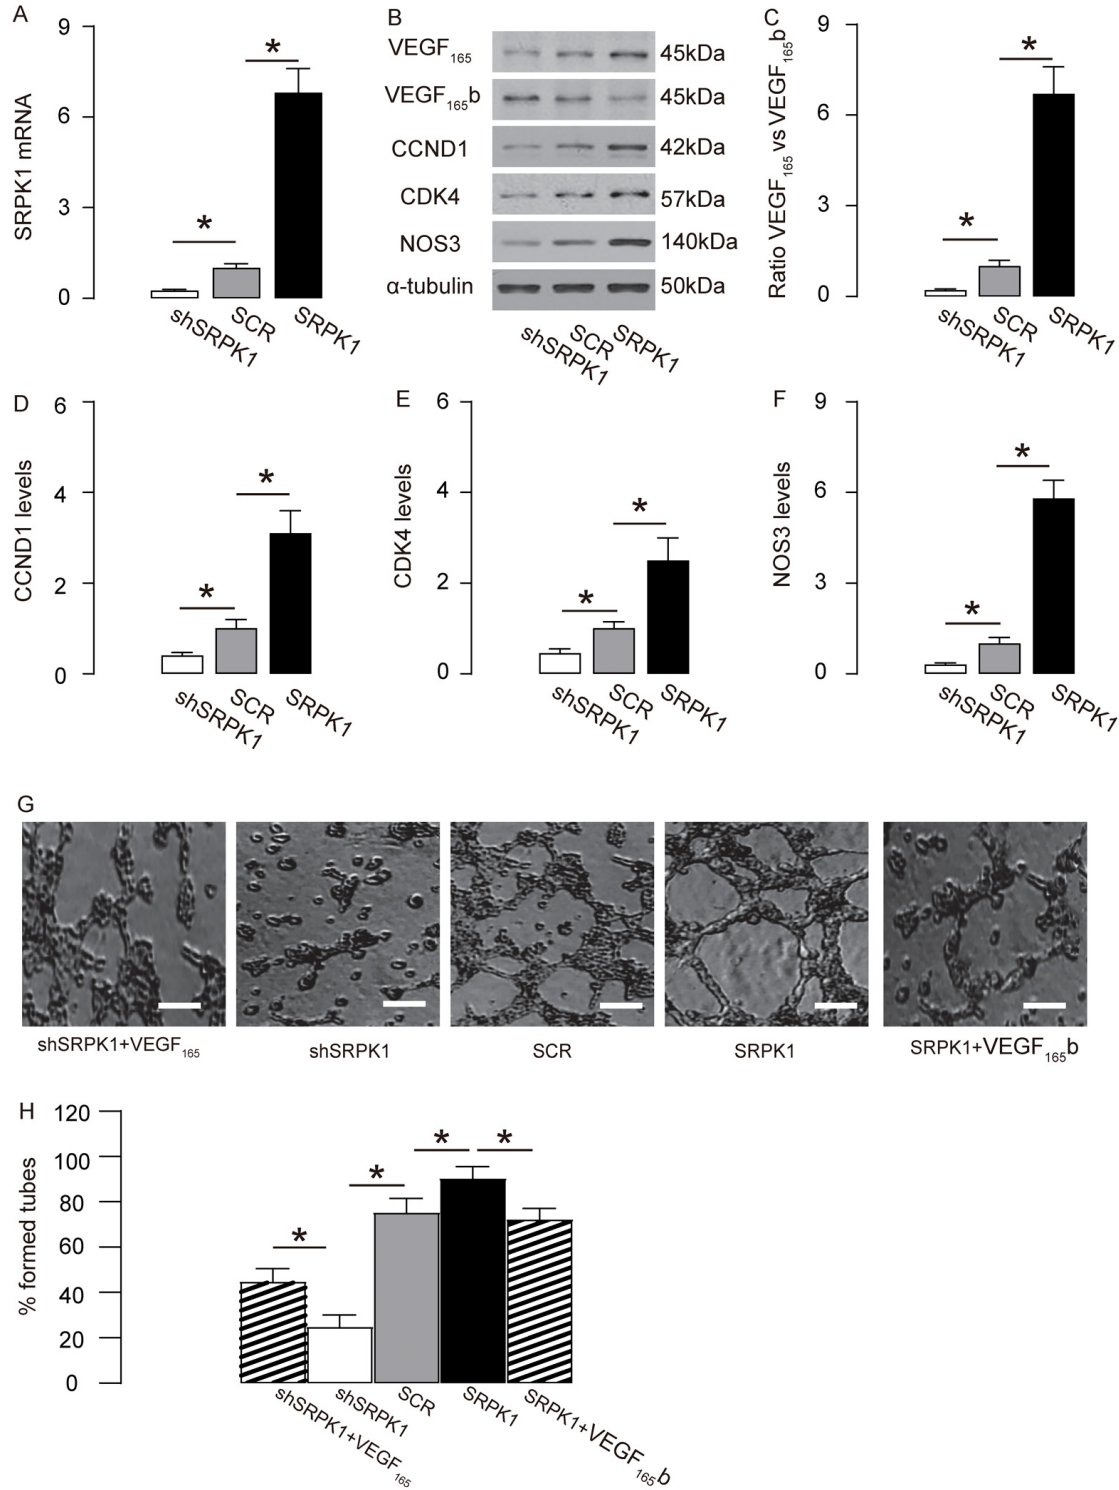 A
9
6
3
0
SRPK1 mRNA
*
*
shSRPK1
SCR
SRPK1
B
VEGF165
45kDa
VEGF165b
45kDa
CCND1
42kDa
CDK4
57kDa
NOS3
140kDa
α-tubulin
50kDa
shSRPK1
SCR
SRPK1
C
9
6
3
0
Ratio VEGF165 vs VEGF165b
*
*
shSRPK1
SCR
SRPK1
D
6
4
2
0
CCND1 levels
*
*
shSRPK1
SCR
SRPK1
E
6
4
2
0
CDK4 levels
*
*
shSRPK1
SCR
SRPK1
F
9
6
3
0
NOS3 levels
*
*
shSRPK1
SCR
SRPK1
G
shSRPK1+VEGF165
shSRPK1
SCR
SRPK1
SRPK1+VEGF165b
H
120
100
80
60
40
20
0
% formed tubes
*
*
*
*
shSRPK1+VEGF165
shSRPK1
SCR
SRPK1
SRPK1+VEGF165b